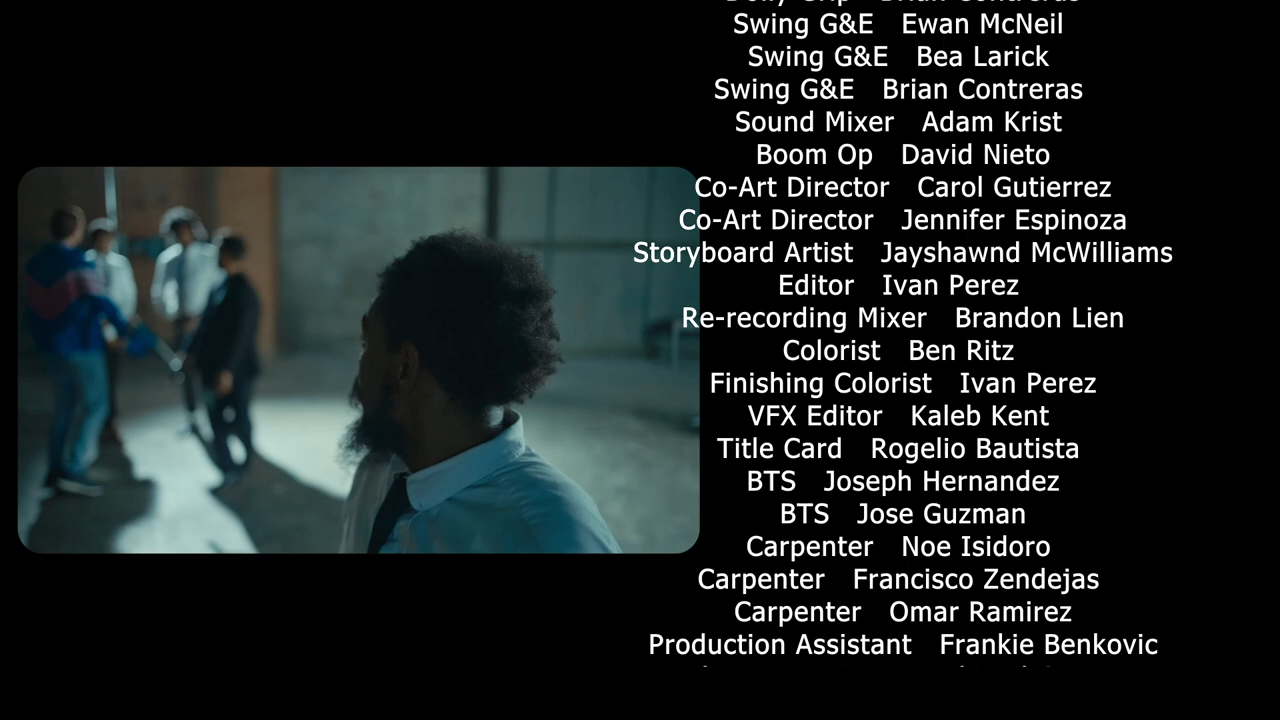 Swing G&E Ewan McNeil
Swing G&E Bea Larick
Swing G&E Brian Contreras
Sound Mixer Adam Krist
Boom Op David Nieto
Co-Art Director Carol Gutierrez
Co-Art Director Jennifer Espinoza
Storyboard Artist Jayshawnd McWilliams
Editor Ivan Perez
Re-recording Mixer Brandon Lien
Colorist Ben Ritz
Finishing Colorist Ivan Perez
VFX Editor Kaleb Kent
Title Card Rogelio Bautista
BTS Joseph Hernandez
BTS Jose Guzman
Carpenter Noe Isidoro
Carpenter Francisco Zendejas
Carpenter Omar Ramirez
Production Assistant Frankie Benkovic